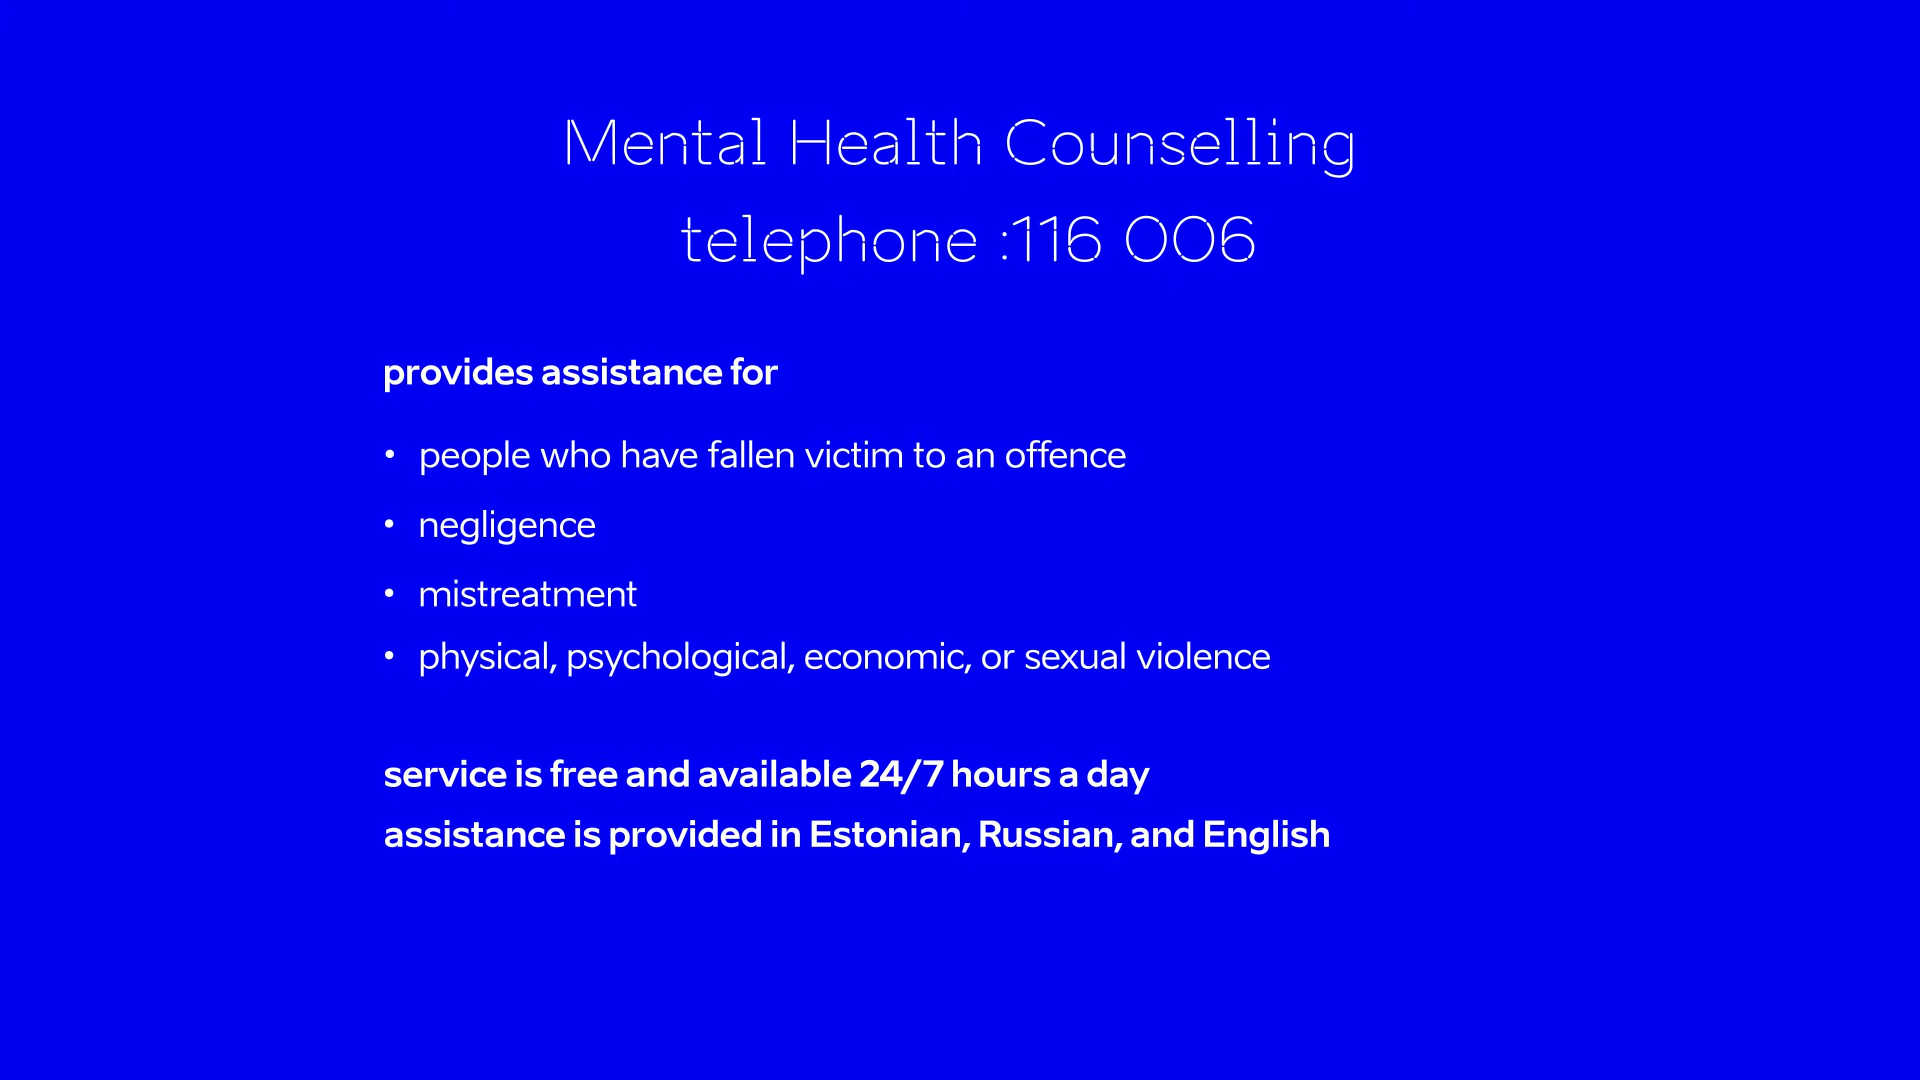 Mental Health Counselling
telephone :116 006
provides assistance for
• people who have fallen victim to an offence
• negligence
• mistreatment
• physical, psychological, economic, or sexual violence
service is free and available 24/7 hours a day
assistance is provided in Estonian, Russian, and English